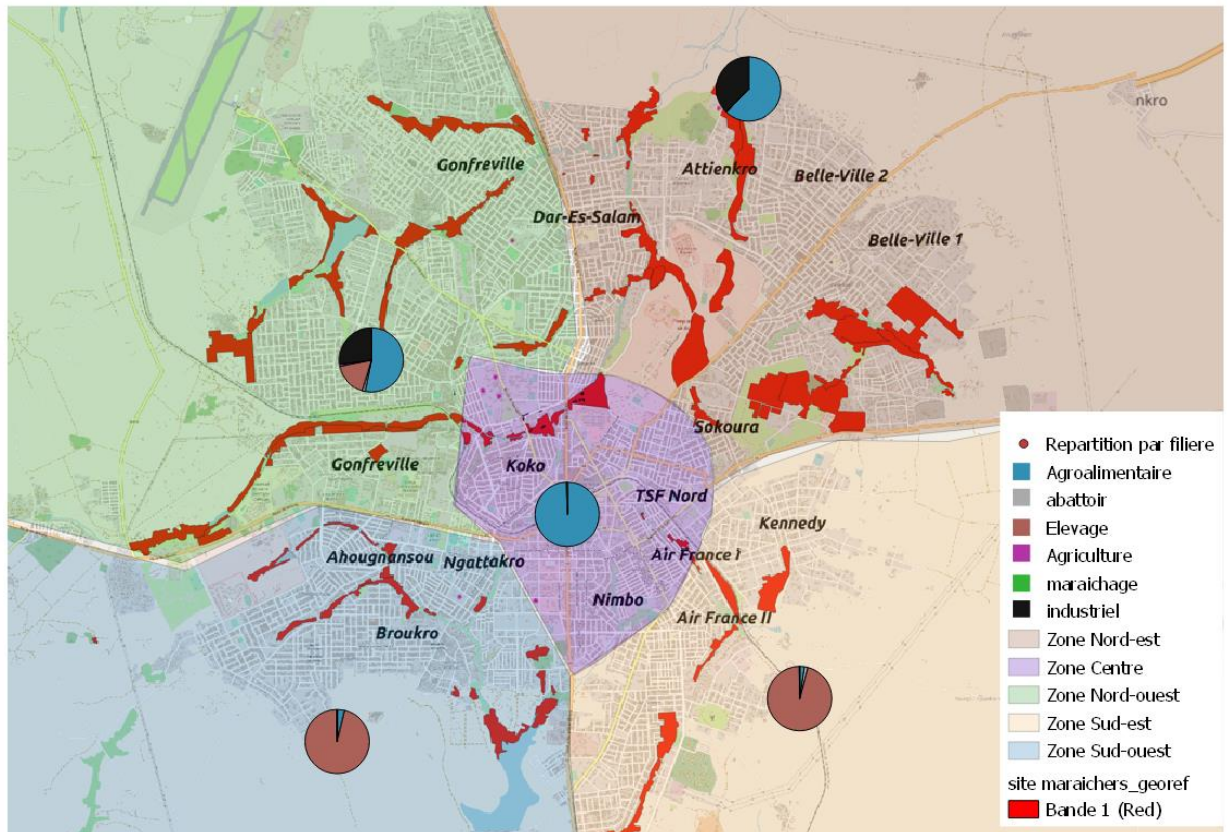 nkro
Gonfreville
Attienkro
Belle-Ville 2
Dar-Es-Salam
Belle-Ville 1
Sakoura
Gonfreville
Koko
TSF Nord
Kennedy
Ahougnansou
Ngattakro
Air France I
Nimbo
Air France II
Broukro
Repartition par filiere
Agroalimentaire
abattoir
Elevage
Agriculture
maraichage
industriel
Zone Nord-est
Zone Centre
Zone Nord-ouest
Zone Sud-est
Zone Sud-ouest
site maraichers_georef
Bande 1 (Red)